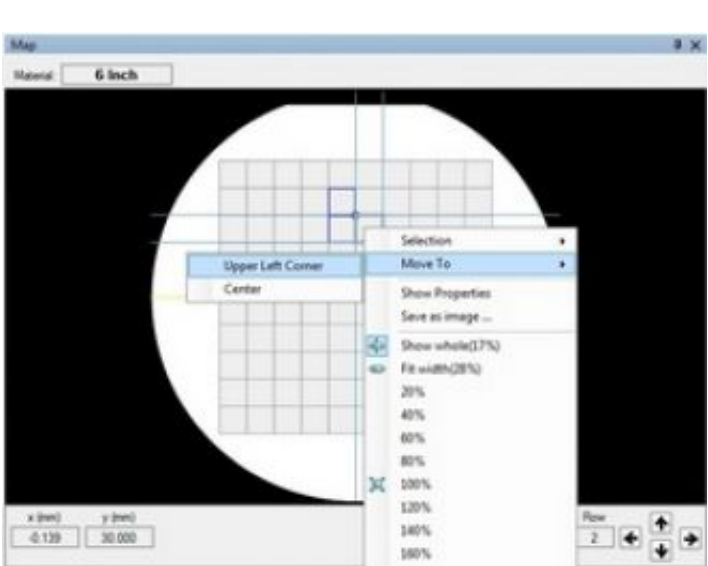 Map
Material: 6 Inch
Selection
Move To
Upper Left Corner
Center
Show Properties
Save as image ...
Show whole(17%)
Fit width(28%)
20%
40%
60%
80%
100%
120%
140%
160%
x (mm) y (mm)
-0.139 30.000
Row
2